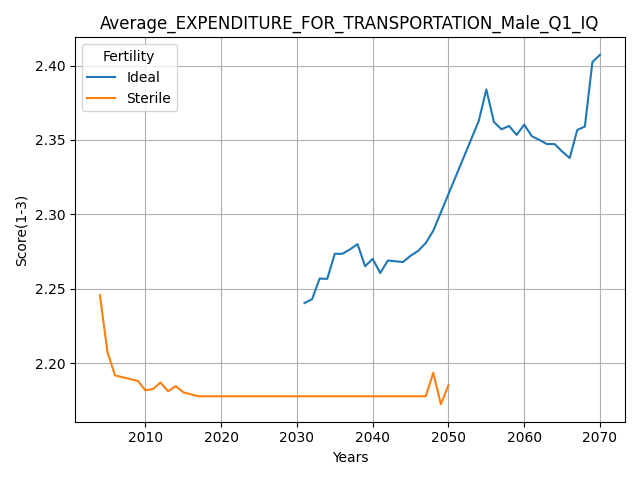 Average_EXPENDITURE_FOR_TRANSPORTATION_Male_Q1_IQ
Fertility
Ideal
Sterile
2.40
2.35
2.30
2.25
2.20
Score(1-3)
2010 2020 2030 2040 2050 2060 2070
Years